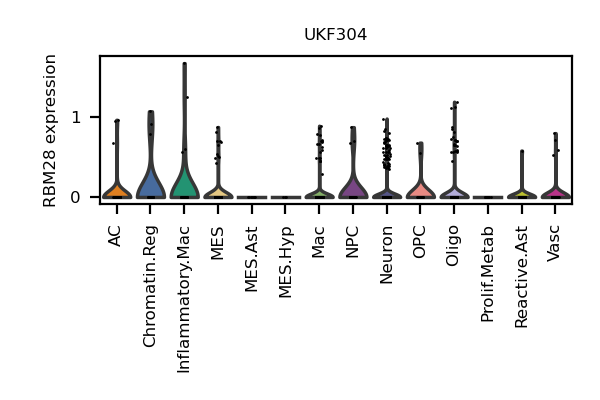 UKF304
RBM28 expression
1
0
AC
Chromatin.Reg
Inflammatory.Mac
MES
MES.Ast
MES.Hyp
Mac
NPC
Neuron
OPC
Oligo
Prolif.Metab
Reactive.Ast
Vasc